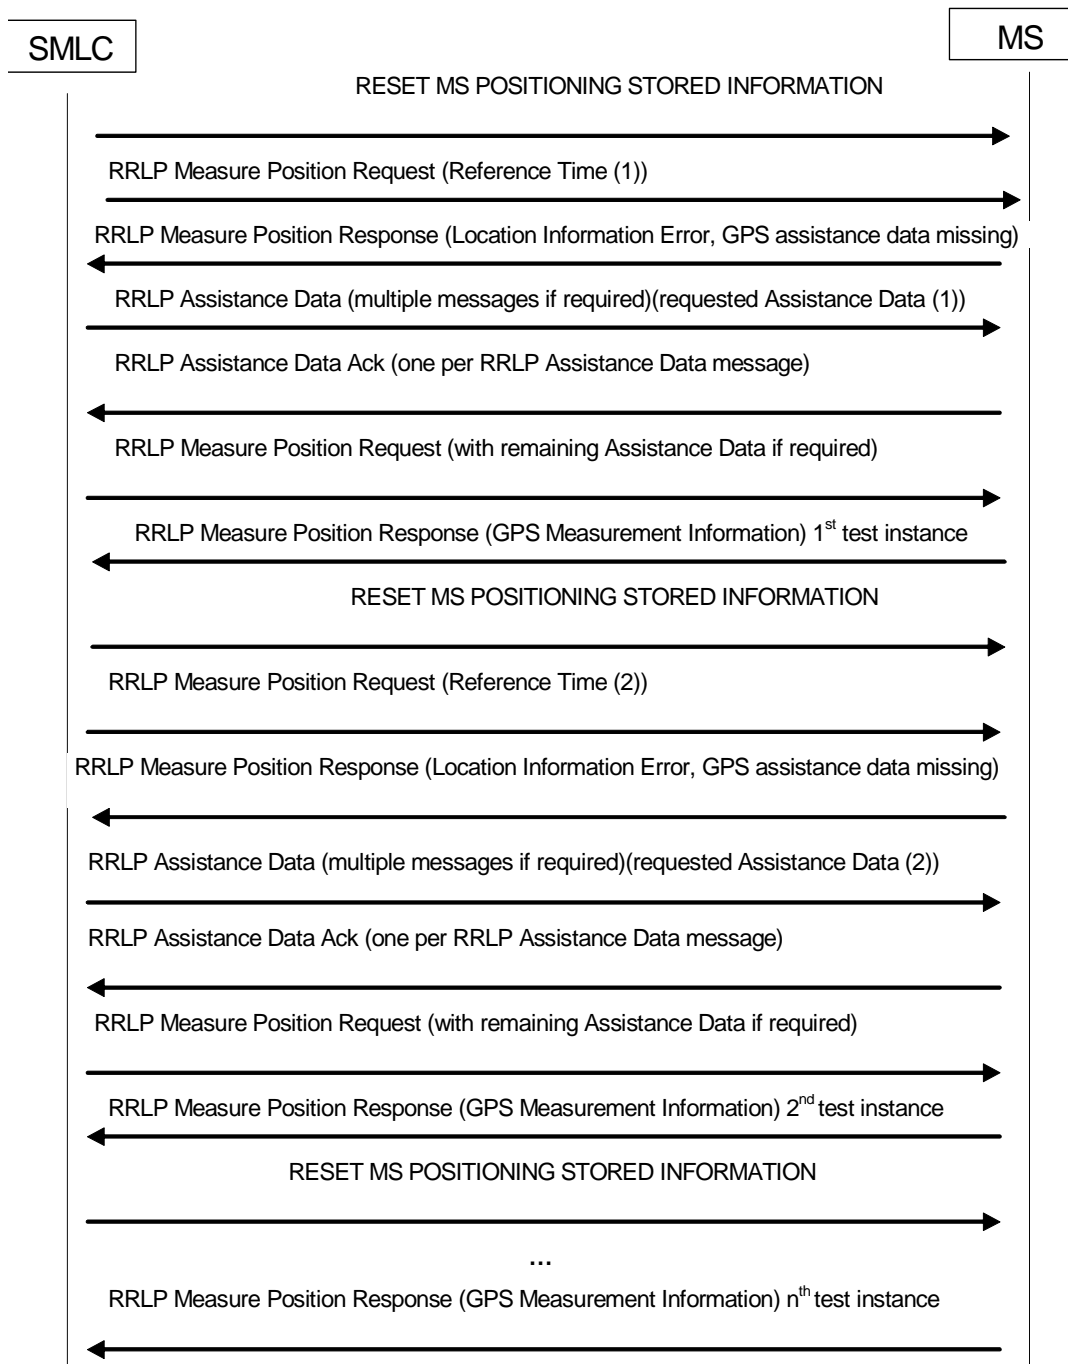 SMLC
MS
RESET MS POSITIONING STORED INFORMATION
RRLP Measure Position Request (Reference Time (1))
RRLP Measure Position Response (Location Information Error, GPS assistance data missing)
RRLP Assistance Data (multiple messages if required)(requested Assistance Data (1))
RRLP Assistance Data Ack (one per RRLP Assistance Data message)
RRLP Measure Position Request (with remaining Assistance Data if required)
RRLP Measure Position Response (GPS Measurement Information) 1st test instance
RESET MS POSITIONING STORED INFORMATION
RRLP Measure Position Request (Reference Time (2))
RRLP Measure Position Response (Location Information Error, GPS assistance data missing)
RRLP Assistance Data (multiple messages if required)(requested Assistance Data (2))
RRLP Assistance Data Ack (one per RRLP Assistance Data message)
RRLP Measure Position Request (with remaining Assistance Data if required)
RRLP Measure Position Response (GPS Measurement Information) 2nd test instance
RESET MS POSITIONING STORED INFORMATION
...
RRLP Measure Position Response (GPS Measurement Information) nth test instance